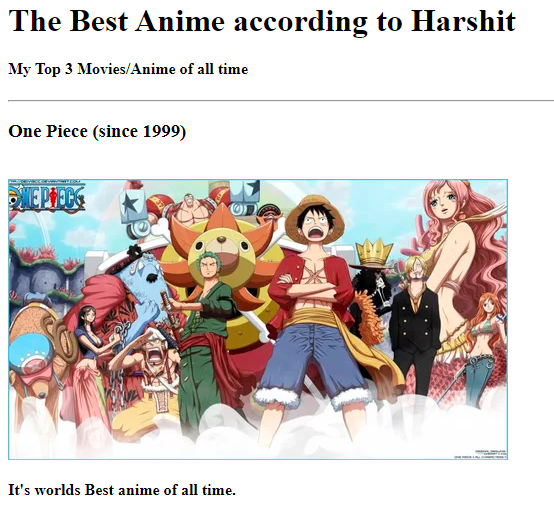 The Best Anime according to Harshit
My Top 3 Movies/Anime of all time
One Piece (since 1999)
ONE PIECE
It's worlds Best anime of all time.